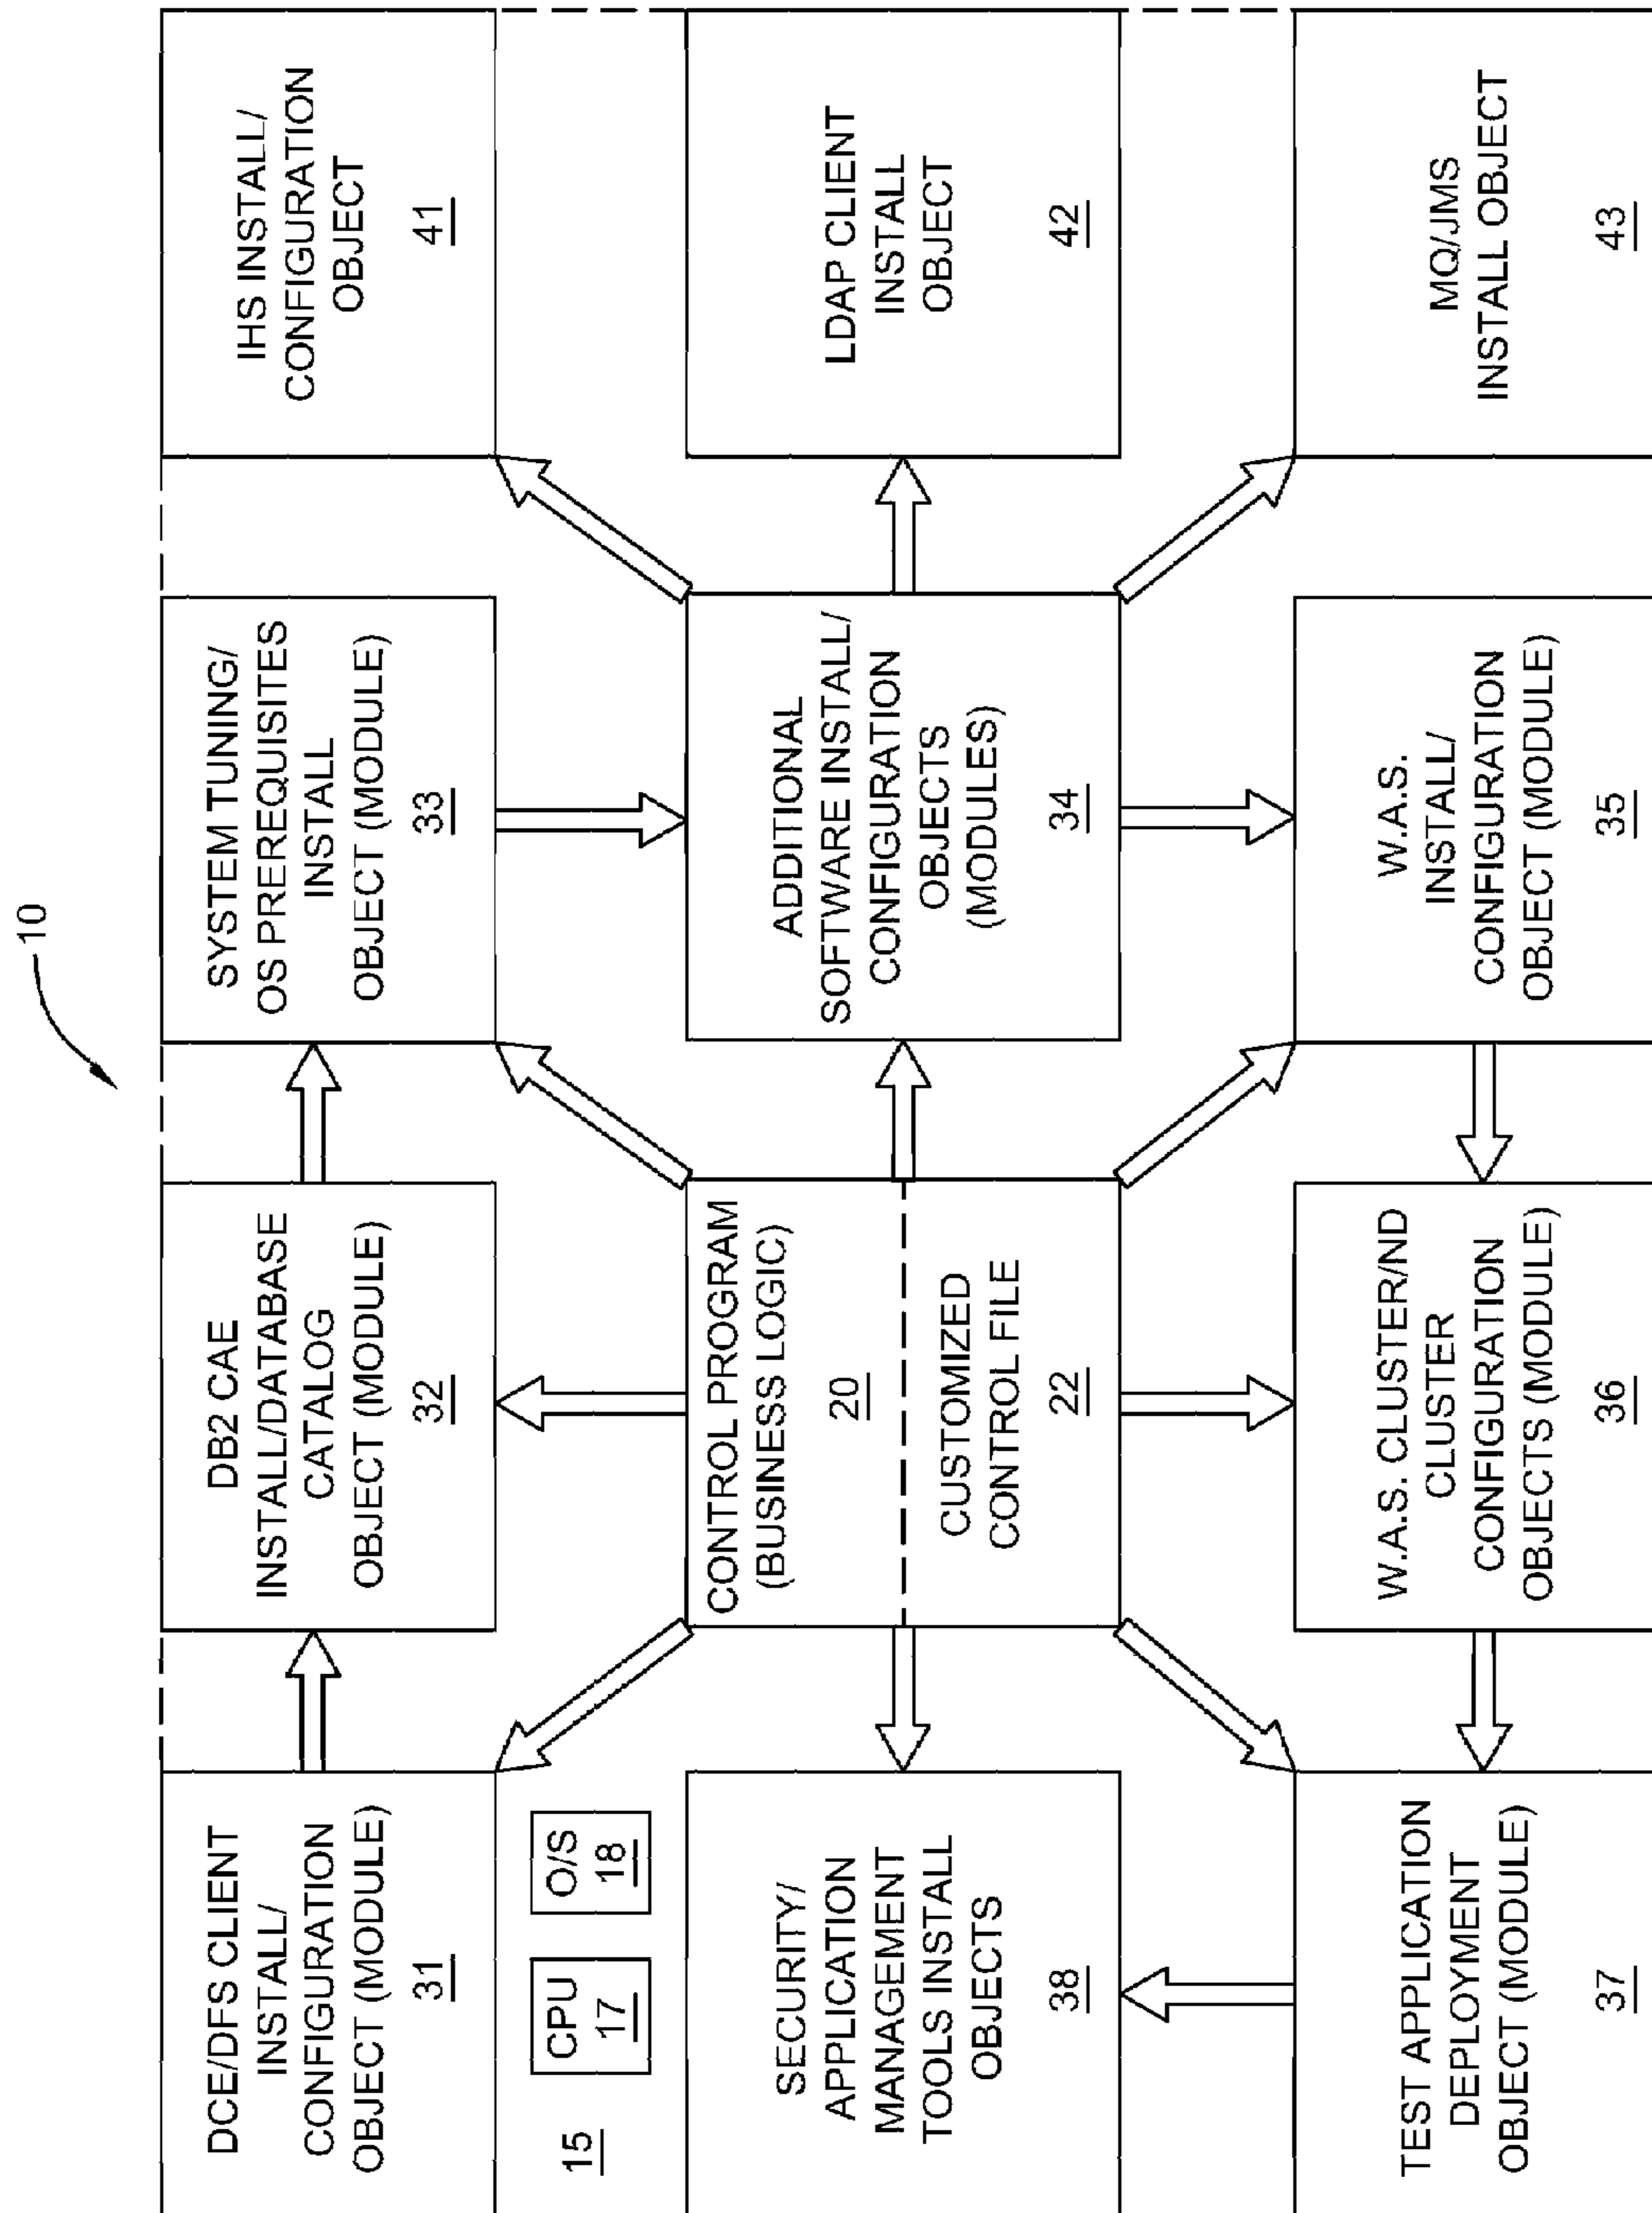 10
DCE/DFS CLIENT
INSTALL/
CONFIGURATION
OBJECT (MODULE)
31
DB2 CAE
INSTALL/DATABASE
CATALOG
OBJECT (MODULE)
32
SYSTEM TUNING/
OS PREREQUISITES
INSTALL
OBJECT (MODULE)
33
IHS INSTALL/
CONFIGURATION
OBJECT
41
15
CPU
17
O/S
18
SECURITY/
APPLICATION
MANAGEMENT
TOOLS INSTALL
OBJECTS
38
CONTROL PROGRAM
(BUSINESS LOGIC)
20
CUSTOMIZED
CONTROL FILE
22
ADDITIONAL
SOFTWARE INSTALL/
CONFIGURATION
OBJECTS
(MODULES)
34
LDAP CLIENT
INSTALL
OBJECT
42
TEST APPLICATION
DEPLOYMENT
OBJECT (MODULE)
37
W.A.S. CLUSTER/ND
CLUSTER
CONFIGURATION
OBJECTS (MODULE)
36
W.A.S.
INSTALL/
CONFIGURATION
OBJECT (MODULE)
35
MQ/JMS
INSTALL OBJECT
43